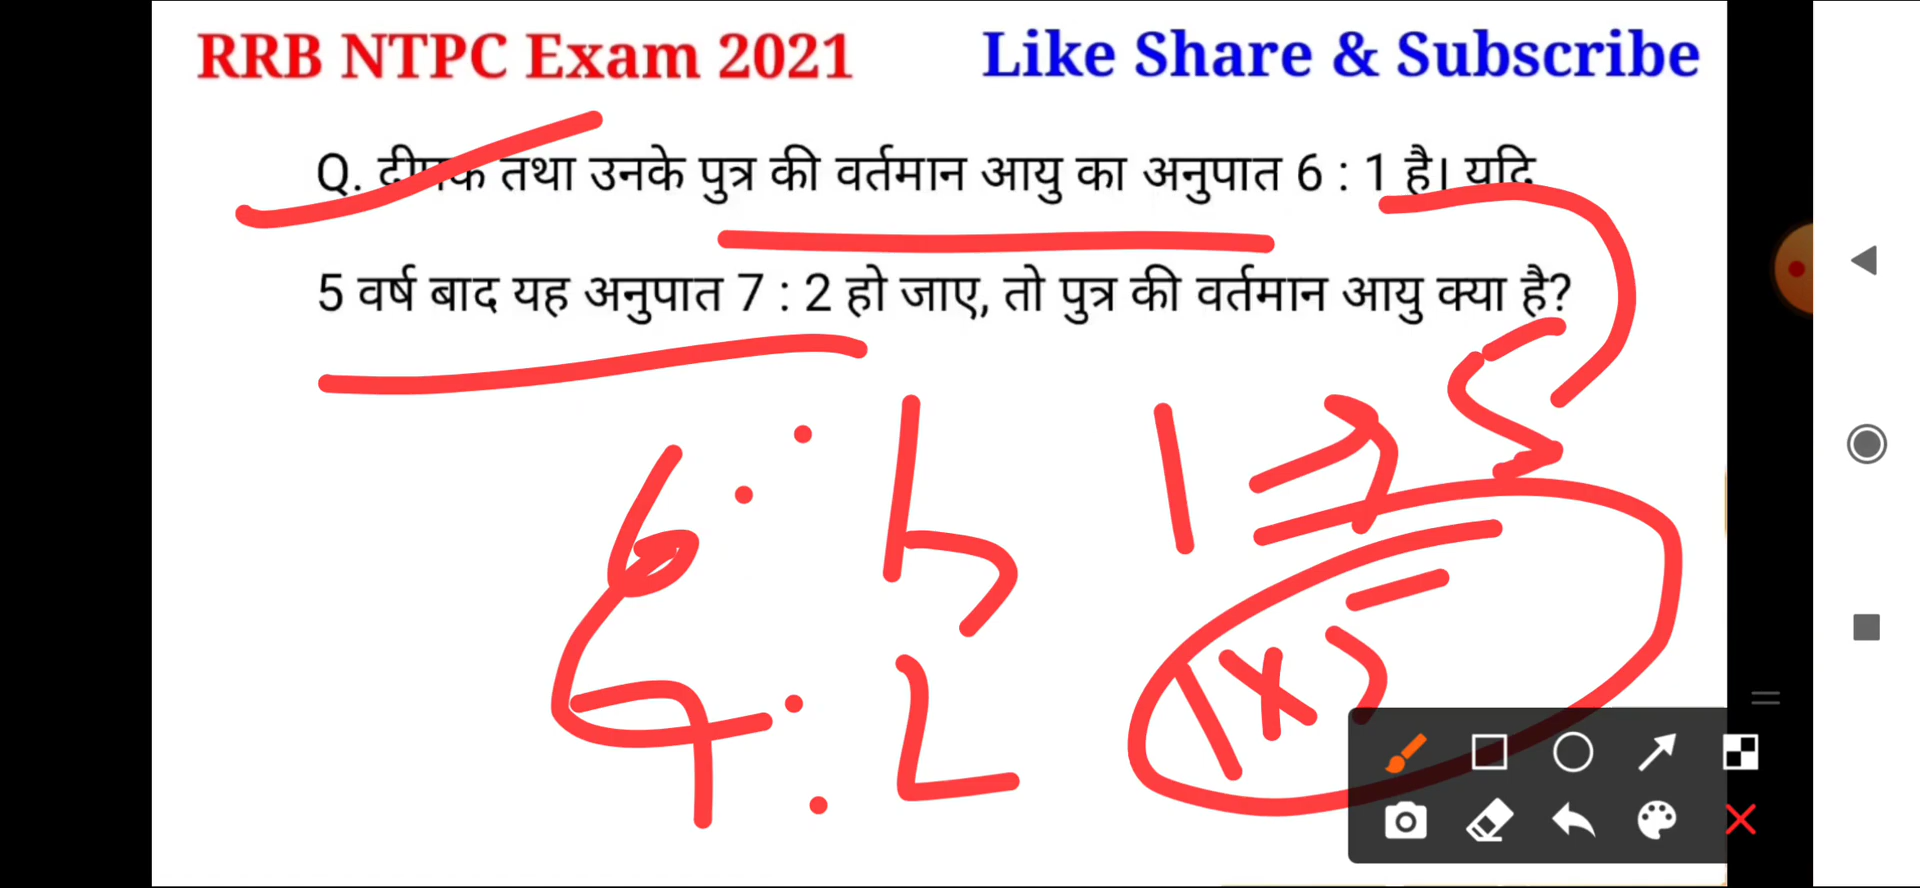 RRB NTPC Exam 2021 Like Share & Subscribe
Q. दीपक तथा उनके पुत्र की वर्तमान आयु का अनुपात 6 : 1 है। यदि
5 वर्ष बाद यह अनुपात 7 : 2 हो जाए, तो पुत्र की वर्तमान आयु क्या है?
6 : 1
7 : 2